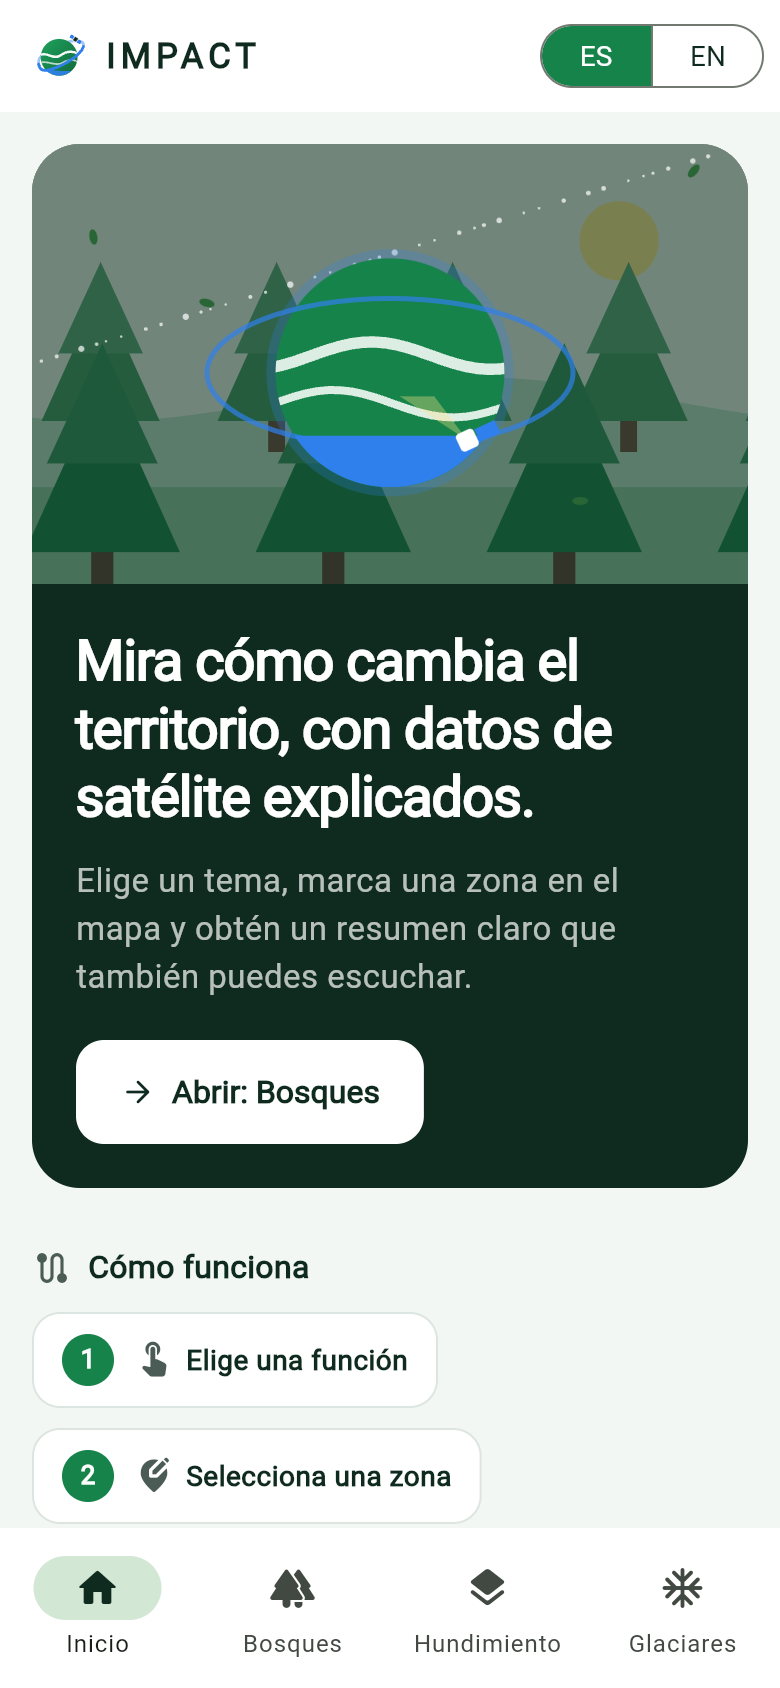 IMPACT
ES
EN
Mira cómo cambia el
territorio, con datos de
satélite explicados.
Elige un tema, marca una zona en el
mapa y obtén un resumen claro que
también puedes escuchar.
Abrir: Bosques
Cómo funciona
1 Elige una función
2 Selecciona una zona
Inicio
Bosques
Hundimiento
Glaciares